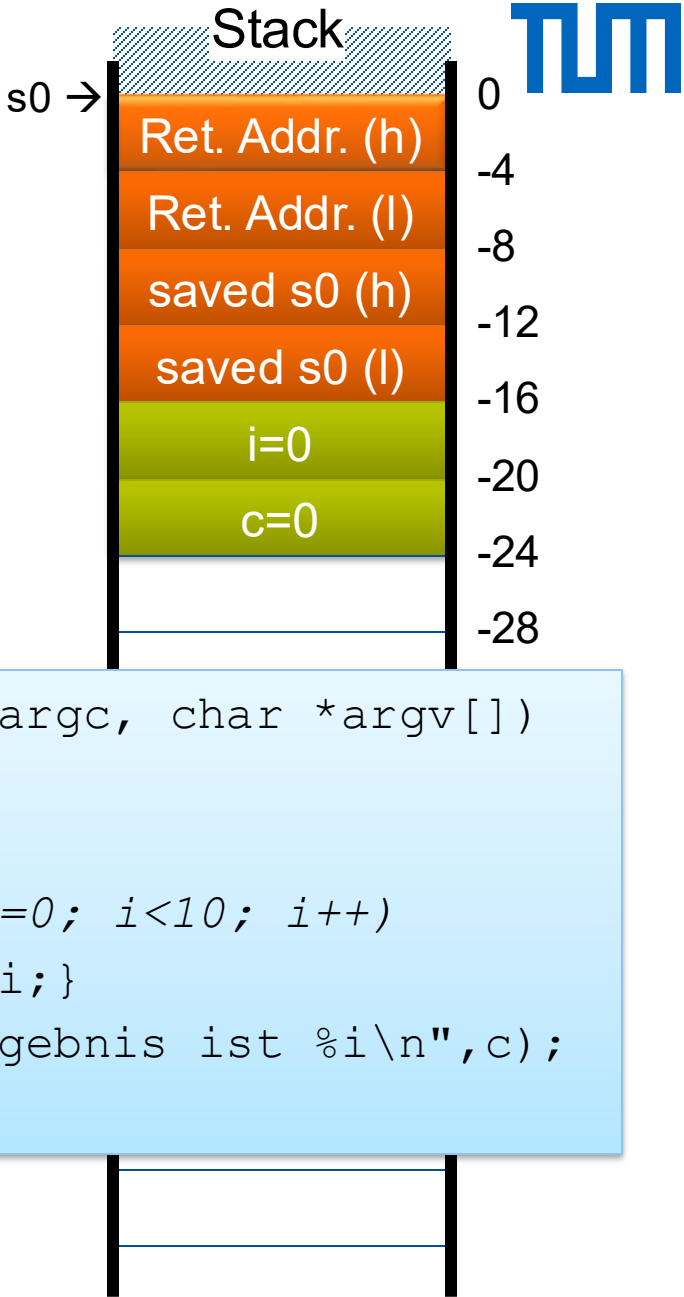 Stack
TUM
s0 →
0
Ret. Addr. (h)
-4
Ret. Addr. (l)
-8
saved s0 (h)
-12
saved s0 (l)
-16
i=0
-20
c=0
-24
-28
argc, char *argv[])
=0; i<10; i++)
i;}
gebnis ist %i\n",c);